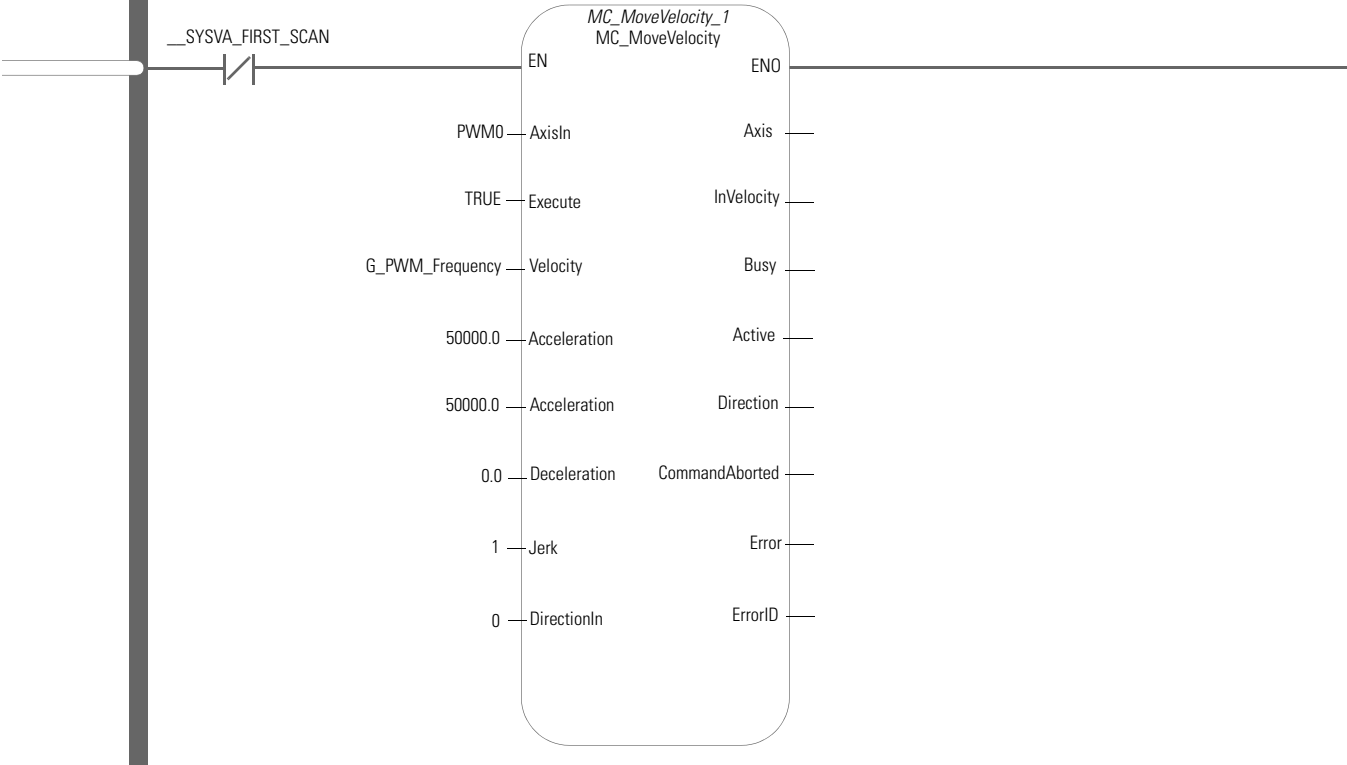 MC_MoveVelocity_1
__SYSVA_FIRST_SCAN
MC_MoveVelocity
EN
ENO
PWM0
AxisIn
Axis
TRUE
Execute
InVelocity
G_PWM_Frequency
Velocity
Busy
50000.0
Acceleration
Active
50000.0
Acceleration
Direction
0.0
Deceleration
CommandAborted
1
Jerk
Error
0
DirectionIn
ErrorID